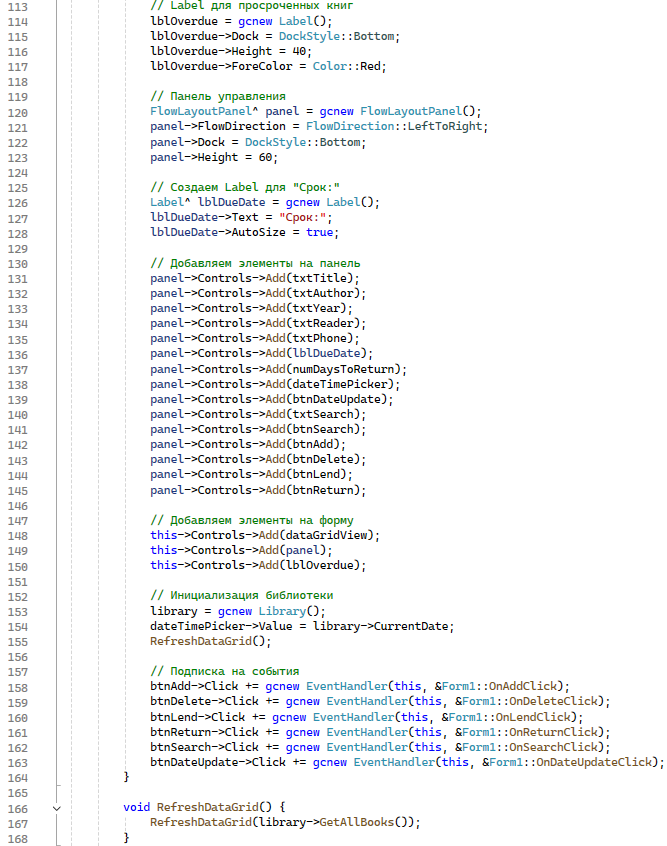 113 // Label для просроченных книг
114 lblOverdue = gcnew Label();
115 lblOverdue->Dock = DockStyle::Bottom;
116 lblOverdue->Height = 40;
117 lblOverdue->ForeColor = Color::Red;
118
119 // Панель управления
120 FlowLayoutPanel^ panel = gcnew FlowLayoutPanel();
121 panel->FlowDirection = FlowDirection::LeftToRight;
122 panel->Dock = DockStyle::Bottom;
123 panel->Height = 60;
124
125 // Создаем Label для "Срок:"
126 Label^ lblDueDate = gcnew Label();
127 lblDueDate->Text = "Срок:";
128 lblDueDate->AutoSize = true;
129
130 // Добавляем элементы на панель
131 panel->Controls->Add(txtTitle);
132 panel->Controls->Add(txtAuthor);
133 panel->Controls->Add(txtYear);
134 panel->Controls->Add(txtReader);
135 panel->Controls->Add(txtPhone);
136 panel->Controls->Add(lblDueDate);
137 panel->Controls->Add(numDaysToReturn);
138 panel->Controls->Add(dateTimePicker);
139 panel->Controls->Add(btnDateUpdate);
140 panel->Controls->Add(txtSearch);
141 panel->Controls->Add(btnSearch);
142 panel->Controls->Add(btnAdd);
143 panel->Controls->Add(btnDelete);
144 panel->Controls->Add(btnLend);
145 panel->Controls->Add(btnReturn);
146
147 // Добавляем элементы на форму
148 this->Controls->Add(dataGridView);
149 this->Controls->Add(panel);
150 this->Controls->Add(lblOverdue);
151
152 // Инициализация библиотеки
153 library = gcnew Library();
154 dateTimePicker->Value = library->CurrentDate;
155 RefreshDataGrid();
156
157 // Подписка на события
158 btnAdd->Click += gcnew EventHandler(this, &Form1::OnAddClick);
159 btnDelete->Click += gcnew EventHandler(this, &Form1::OnDeleteClick);
160 btnLend->Click += gcnew EventHandler(this, &Form1::OnLendClick);
161 btnReturn->Click += gcnew EventHandler(this, &Form1::OnReturnClick);
162 btnSearch->Click += gcnew EventHandler(this, &Form1::OnSearchClick);
163 btnDateUpdate->Click += gcnew EventHandler(this, &Form1::OnDateUpdateClick);
164 }
165
166 void RefreshDataGrid() {
167 RefreshDataGrid(library->GetAllBooks());
168 }